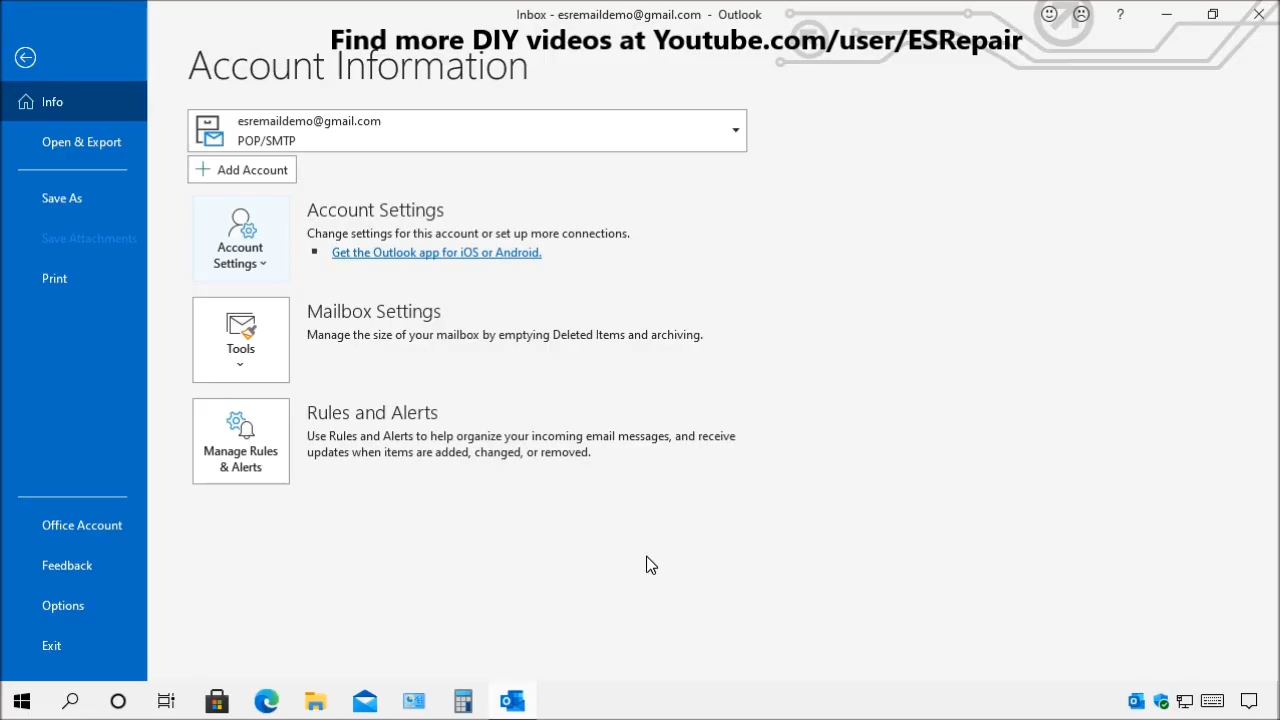 Inbox - esremaildemo@gmail.com - Outlook
?
Find more DIY videos at Youtube.com/user/ESRepair
Account Information
Info
Open & Export
Save As
Save Attachments
Print
Office Account
Feedback
Options
Exit
esremaildemo@gmail.com
POP/SMTP
Add Account
Account
Settings
Account Settings
Change settings for this account or set up more connections.
Get the Outlook app for iOS or Android.
Tools
Mailbox Settings
Manage the size of your mailbox by emptying Deleted Items and archiving.
Manage Rules
& Alerts
Rules and Alerts
Use Rules and Alerts to help organize your incoming email messages, and receive
updates when items are added, changed, or removed.